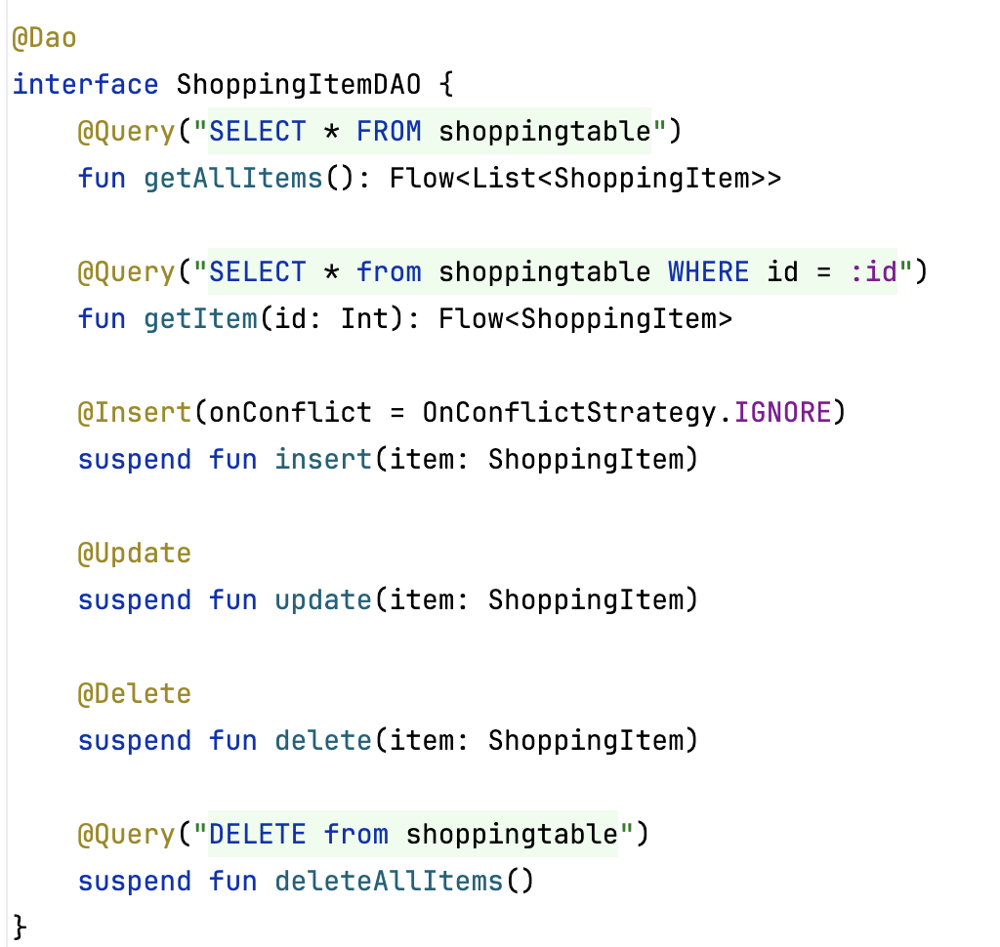 @Dao
interface ShoppingItemDAO {
    @Query("SELECT * FROM shoppingtable")
    fun getAllItems(): Flow<List<ShoppingItem>>

    @Query("SELECT * from shoppingtable WHERE id = :id")
    fun getItem(id: Int): Flow<ShoppingItem>

    @Insert(onConflict = OnConflictStrategy.IGNORE)
    suspend fun insert(item: ShoppingItem)

    @Update
    suspend fun update(item: ShoppingItem)

    @Delete
    suspend fun delete(item: ShoppingItem)

    @Query("DELETE from shoppingtable")
    suspend fun deleteAllItems()
}